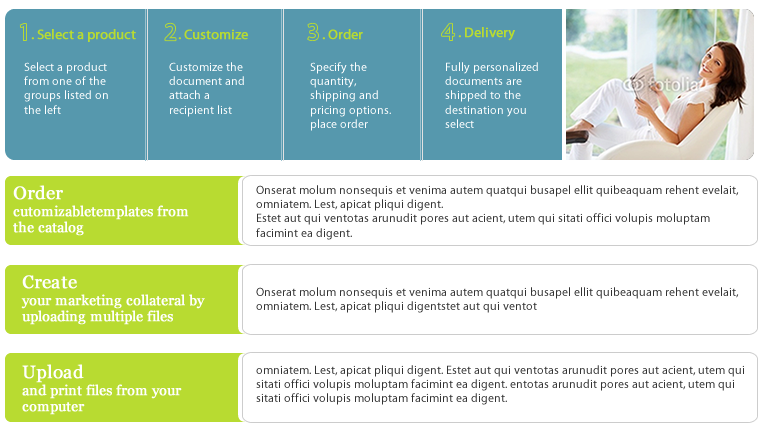 1. Select a product
Select a product
from one of the
groups listed on
the left
2. Customize
Customize the
document and
attach a
recipient list
3. Order
Specify the
quantity,
shipping and
pricing options.
place order
4. Delivery
Fully personalized
documents are
shipped to the
destination you
select
fotolia
Order
cutomizabletemplates from
the catalog
Onserat molum nonsequis et venima autem quatqui busapel ellit quibeaquam rehent evelait,
omniatem. Lest, apicat pliqui digent.
Estet aut qui ventotas arunudit pores aut acient, utem qui sitati offici volupis moluptam
facimint ea digent.
Create
your marketing collateral by
uploading multiple files
Onserat molum nonsequis et venima autem quatqui busapel ellit quibeaquam rehent evelait,
omniatem. Lest, apicat pliqui digentstet aut qui ventot
Upload
and print files from your
computer
omniatem. Lest, apicat pliqui digent. Estet aut qui ventotas arunudit pores aut acient, utem qui
sitati offici volupis moluptam facimint ea digent. entotas arunudit pores aut acient, utem qui
sitati offici volupis moluptam facimint ea digent.